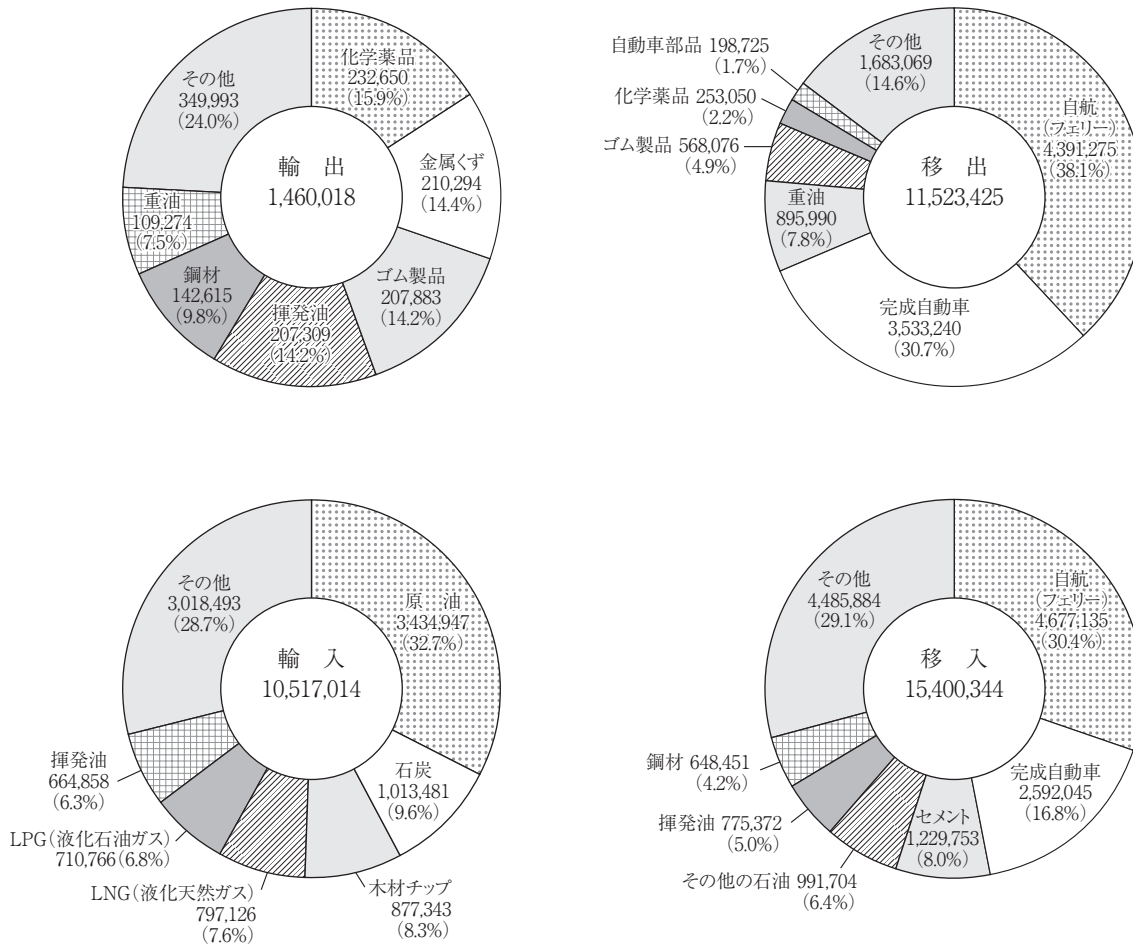 輸　出
1,460,018
化学薬品
232,650
(15.9%)
金属くず
210,294
(14.4%)
ゴム製品
207,883
(14.2%)
揮発油
207,309
(14.2%)
鋼材
142,615
(9.8%)
重油
109,274
(7.5%)
その他
349,993
(24.0%)
移　出
11,523,425
自航
(フェリー)
4,391,275
(38.1%)
完成自動車
3,533,240
(30.7%)
重油
895,990
(7.8%)
ゴム製品 568,076
(4.9%)
化学薬品 253,050
(2.2%)
自動車部品 198,725
(1.7%)
その他
1,683,069
(14.6%)
輸　入
10,517,014
原　油
3,434,947
(32.7%)
石炭
1,013,481
(9.6%)
木材チップ
877,343
(8.3%)
LNG(液化天然ガス)
797,126
(7.6%)
LPG(液化石油ガス)
710,766(6.8%)
揮発油
664,858
(6.3%)
その他
3,018,493
(28.7%)
移　入
15,400,344
自航
(フェリー)
4,677,135
(30.4%)
完成自動車
2,592,045
(16.8%)
セメント
1,229,753
(8.0%)
その他の石油 991,704
(6.4%)
揮発油 775,372
(5.0%)
鋼材 648,451
(4.2%)
その他
4,485,884
(29.1%)